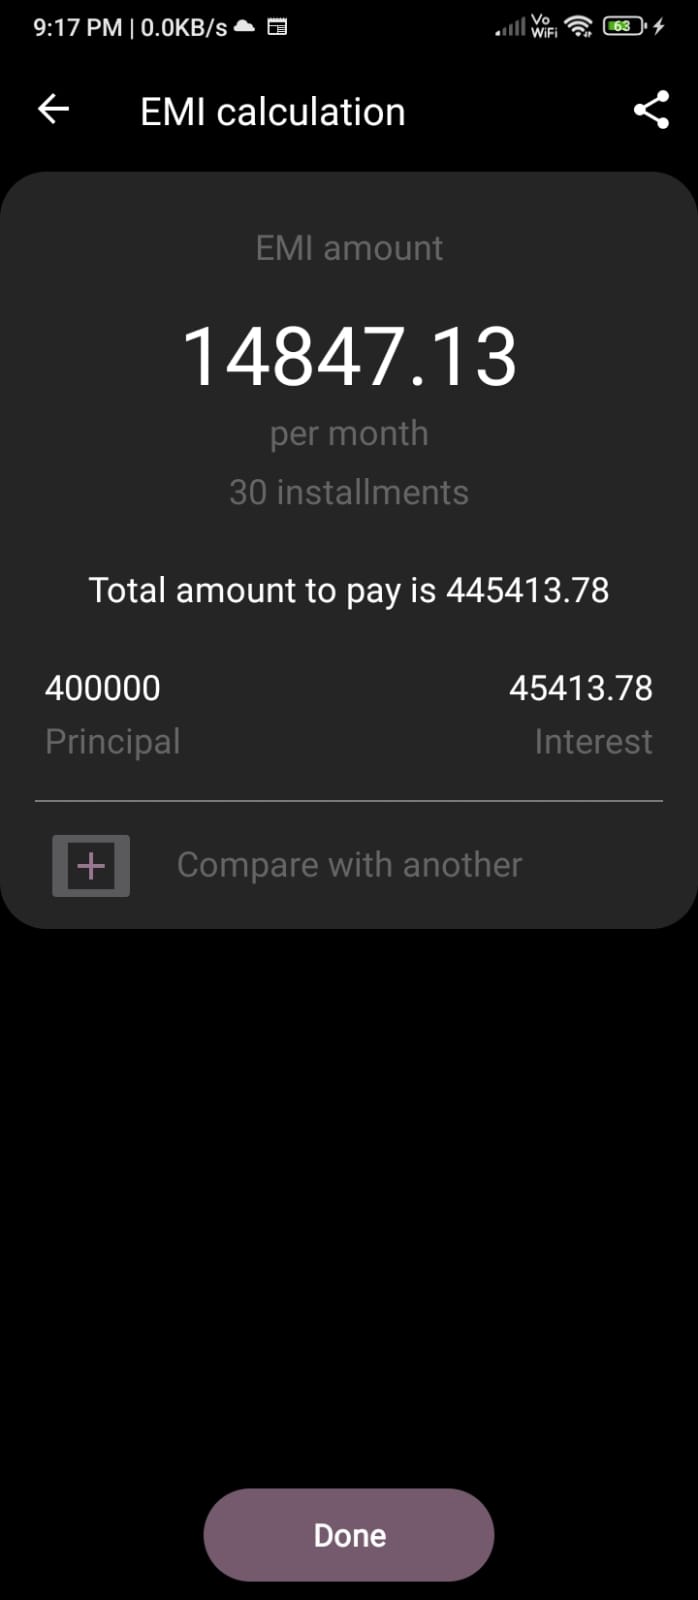 9:17 PM | 0.0KB/s Vo WiFi 63
EMI calculation
EMI amount
14847.13
per month
30 installments
Total amount to pay is 445413.78
400000 45413.78
Principal Interest
Compare with another
Done